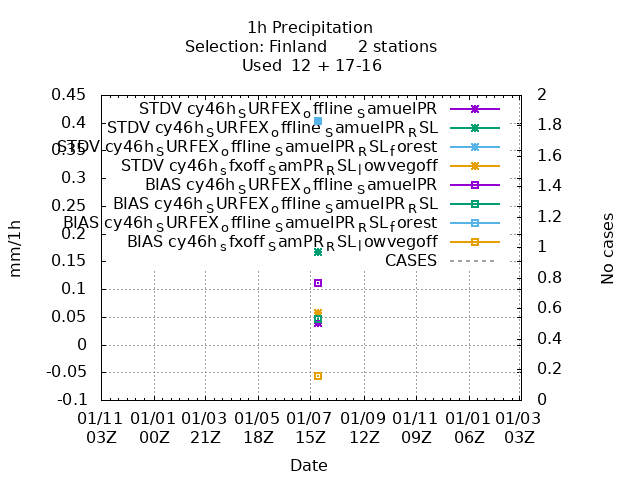 1h Precipitation
Selection: Finland      2 stations
Used  12 + 17-16
0.45
0.4
0.35
0.3
0.25
0.2
0.15
0.1
0.05
0
-0.05
-0.1
mm/1h
STDV cy46h_SURFEX_offline_SamuelPR
STDV cy46h_SURFEX_offline_SamuelPR_RSL
STDV cy46h_SURFEX_offline_SamuelPR_RSL_forest
STDV cy46h_sfxoff_SamPR_RSL_lowvegoff
BIAS cy46h_SURFEX_offline_SamuelPR
BIAS cy46h_SURFEX_offline_SamuelPR_RSL
BIAS cy46h_SURFEX_offline_SamuelPR_RSL_forest
BIAS cy46h_sfxoff_SamPR_RSL_lowvegoff
CASES
2
1.8
1.6
1.4
1.2
1
0.8
0.6
0.4
0.2
0
No cases
01/11 01/01 01/03 01/05 01/07 01/09 01/11 01/01 01/03
03Z 00Z 21Z 18Z 15Z 12Z 09Z 06Z 03Z
Date